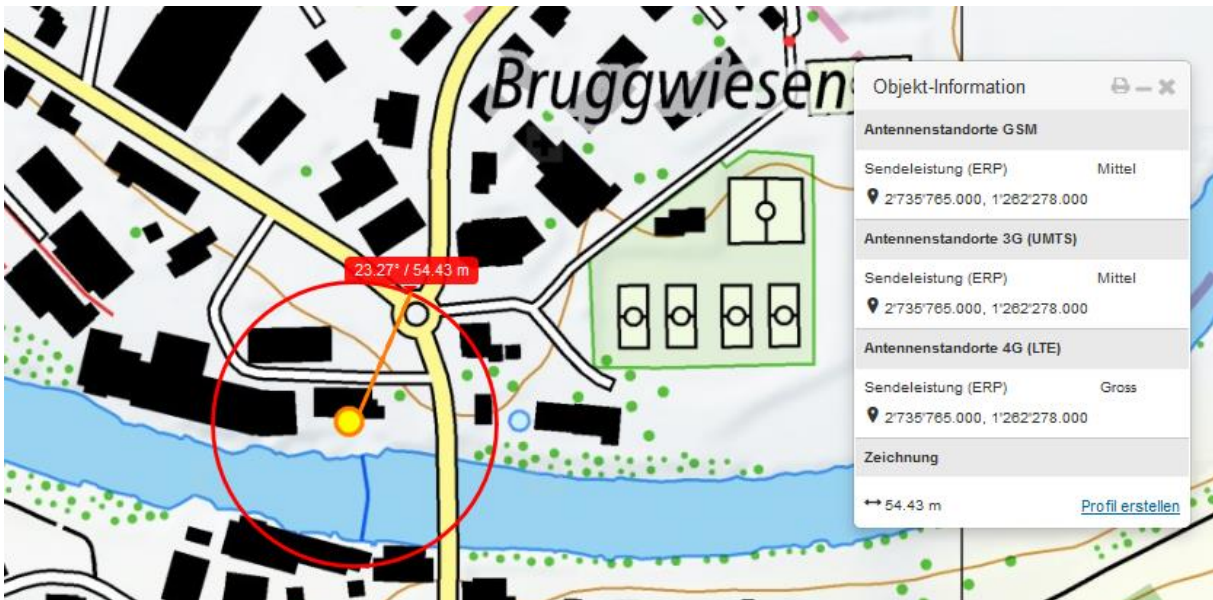 Bruggwiesen
23.27° / 54.43 m
Objekt-Information
Antennenstandorte GSM
Sendeleistung (ERP) Mittel
2'735'765.000, 1'262'278.000
Antennenstandorte 3G (UMTS)
Sendeleistung (ERP) Mittel
2'735'765.000, 1'262'278.000
Antennenstandorte 4G (LTE)
Sendeleistung (ERP) Gross
2'735'765.000, 1'262'278.000
Zeichnung
54.43 m Profil erstellen